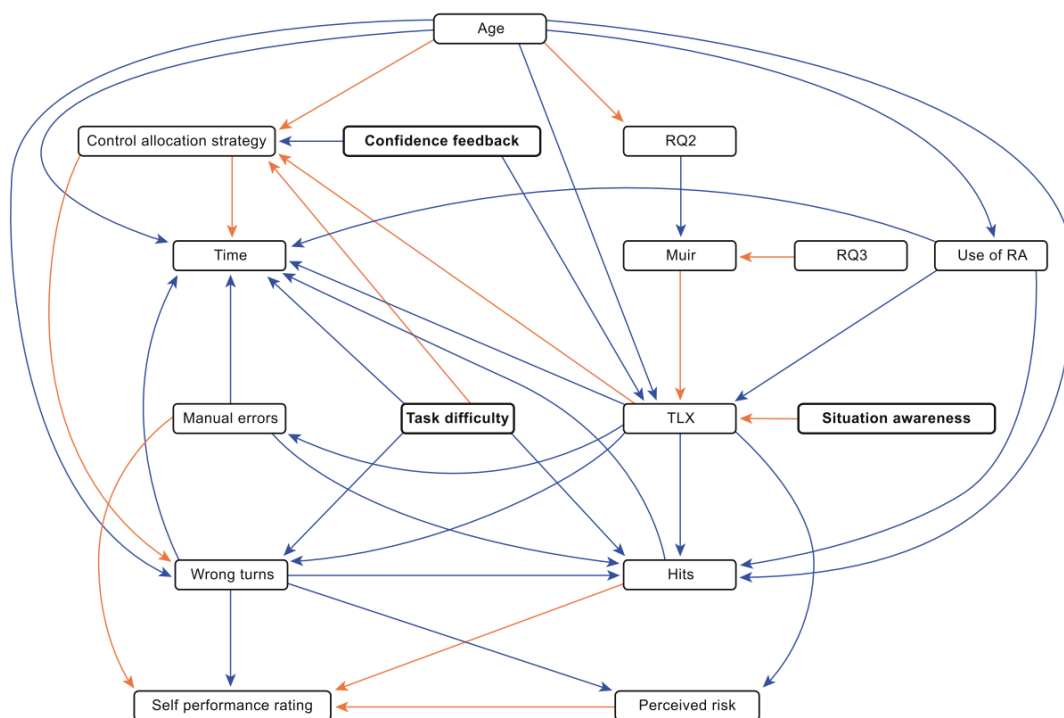 Age
Control allocation strategy
Confidence feedback
RQ2
Time
Muir
RQ3
Use of RA
Manual errors
Task difficulty
TLX
Situation awareness
Wrong turns
Hits
Self performance rating
Perceived risk